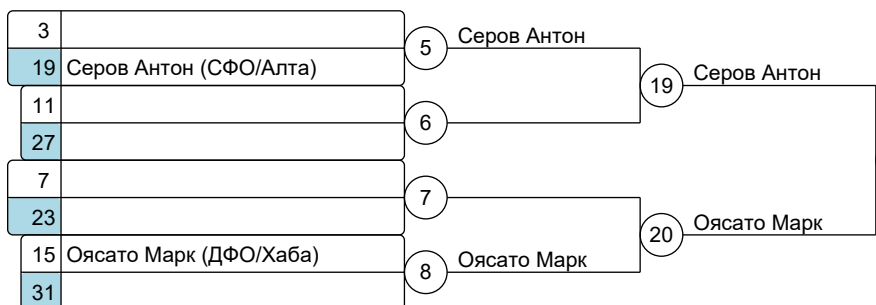 3
19 Серов Антон (СФО/Алта)
11
27
7
23
15 Оясато Марк (ДФО/Хаба)
31
5 Серов Антон
6
7
8 Оясато Марк
19 Серов Антон
20 Оясато Марк